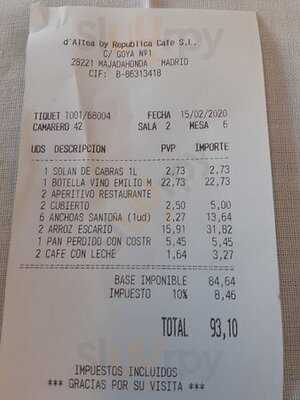 d'Altea by Republica Cafe S.L.
C/ GOYA Nº1
28221 MAJADAHONDA MADRID
CIF: B-86313418
TIQUET 1001/68004 FECHA 15/02/2020
CAMARERO 42 SALA 2 MESA 6
UDS DESCRIPCION PVP IMPORTE
1 SOLAN DE CABRAS 1L 2,73 2,73
1 BOTELLA VINO EMILIO M 22,73 22,73
2 APERITIVO RESTAURANTE
2 CUBIERTO 2,50 5,00
6 ANCHOAS SANTOÑA (1ud) 2,27 13,64
2 ARROZ ESCARIO 15,91 31,82
1 PAN PERDIDO CON COSTR 5,45 5,45
2 CAFE CON LECHE 1,64 3,27
BASE IMPONIBLE 84,64
IMPUESTO 10% 8,46
TOTAL 93,10
IMPUESTOS INCLUIDOS
*** GRACIAS POR SU VISITA ***
Sluurpy